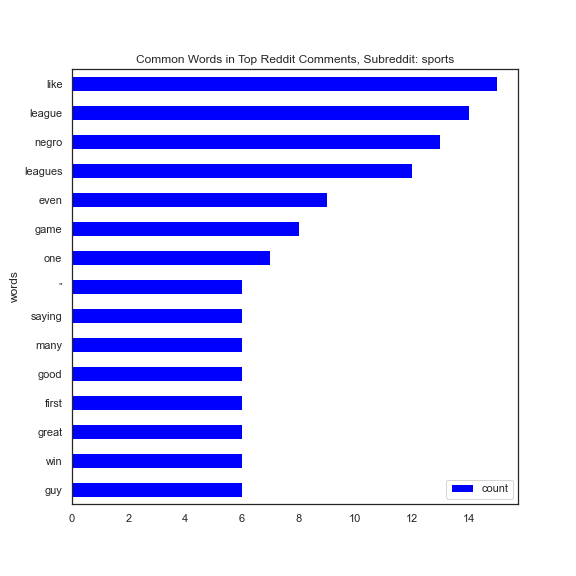 Common Words in Top Reddit Comments, Subreddit: sports
like
league
negro
leagues
even
game
one
"
saying
many
good
first
great
win
guy
words
count
0 2 4 6 8 10 12 14